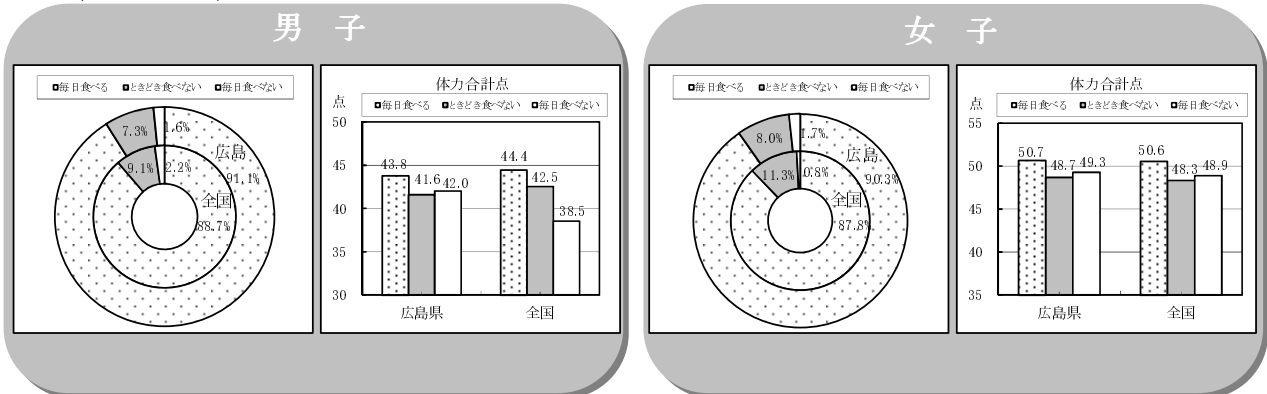 男 子
□毎日食べる □ときどき食べない □毎日食べない
7.3%
1.6%
広島
91.1%
9.1%
2.2%
全国
88.7%
体力合計点
点
□毎日食べる □ときどき食べない □毎日食べない
50
45
40
35
30
43.8
41.6
42.0
44.4
42.5
38.5
広島県
全国
女 子
□毎日食べる □ときどき食べない □毎日食べない
8.0%
1.7%
広島
90.3%
11.3%
0.8%
全国
87.8%
体力合計点
点
□毎日食べる □ときどき食べない □毎日食べない
55
50
45
40
35
50.7
48.7
49.3
50.6
48.3
48.9
広島県
全国